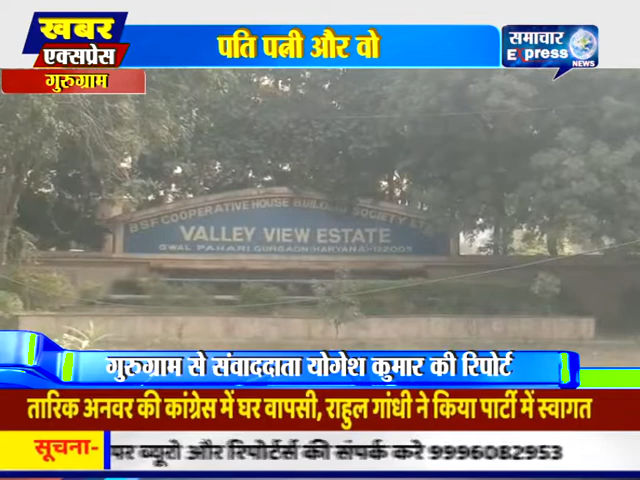 खबर
एक्सप्रेस
गुरुग्राम
पति पत्नी और वो
समाचार
Express
NEWS
BSF COOPERATIVE HOUSE BUILDING SOCIETY LTD
VALLEY VIEW ESTATE
GWAL PAHARI GURGAON (HARYANA)-122003
गुरुग्राम से संवाददाता योगेश कुमार की रिपोर्ट
तारिक अनवर की कांग्रेस में घर वापसी, राहुल गांधी ने किया पार्टी में स्वागत
सूचना- पर ब्यूरो और रिपोर्टर्स की संपर्क करे 9996082953